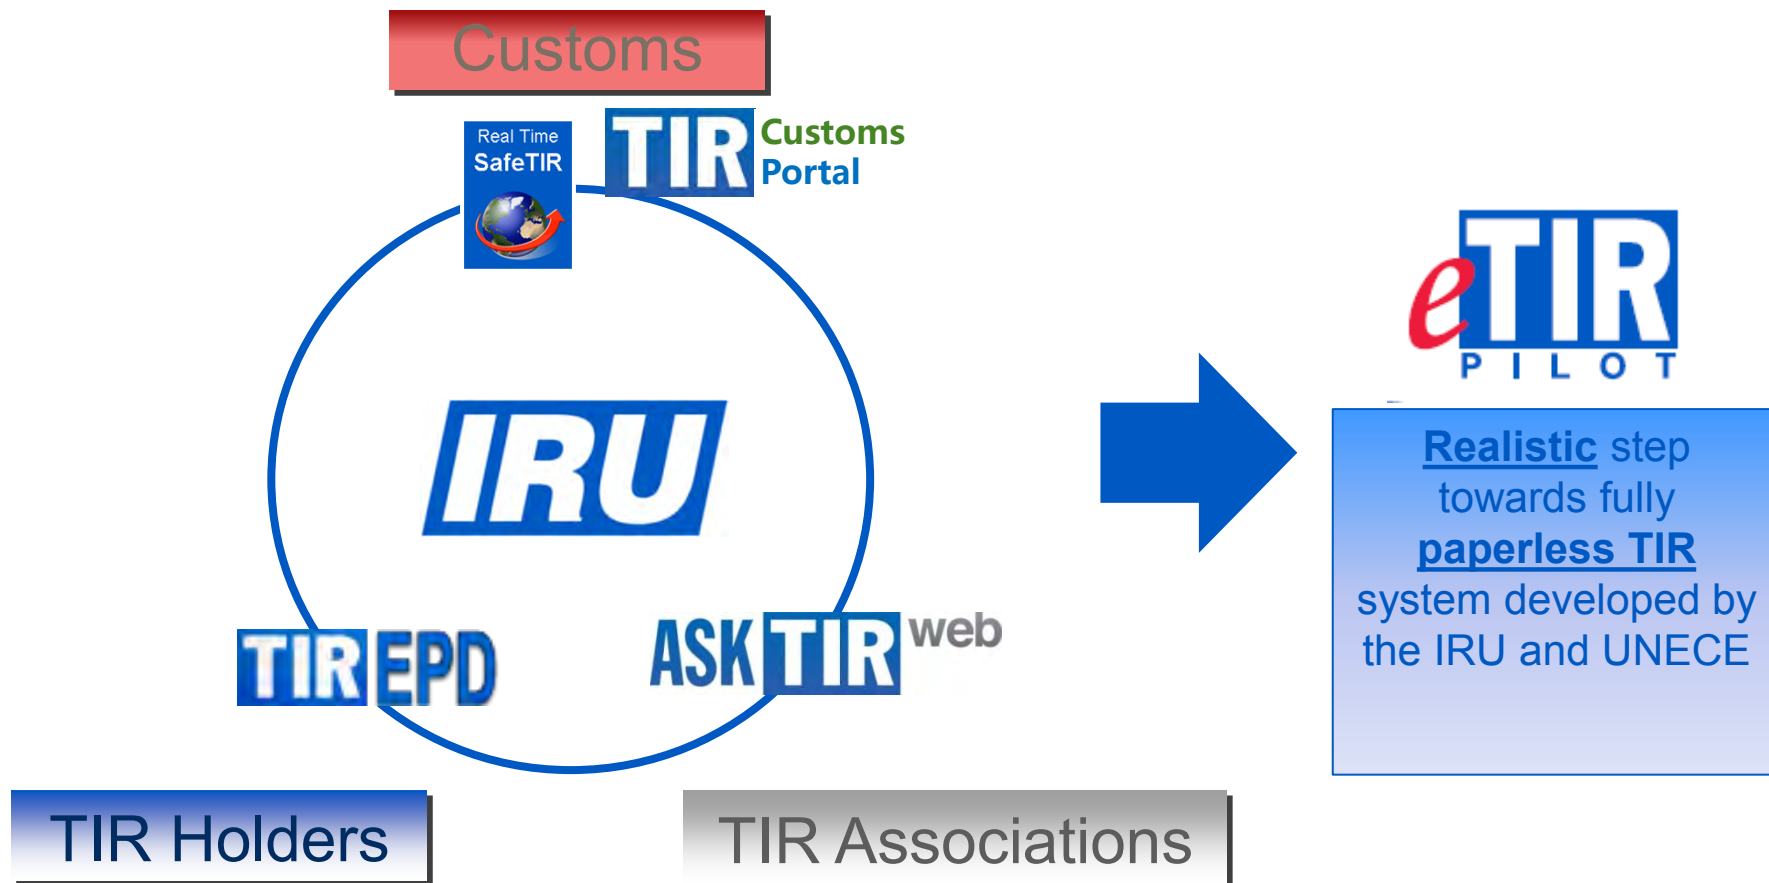 Customs
Real Time
SafeTIR
TIR Customs
Portal
IRU
TIR EPD
ASK TIR web
TIR Holders
TIR Associations
eTIR
PILOT
Realistic step
towards fully
paperless TIR
system developed by
the IRU and UNECE